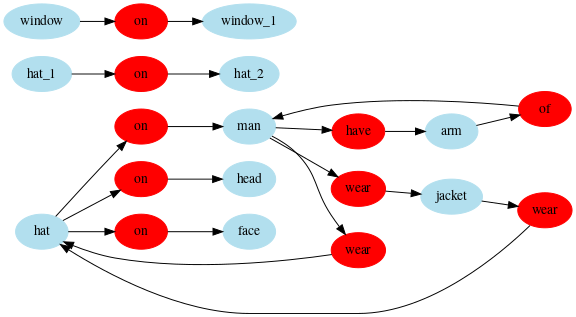 window on window_1
hat_1 on hat_2
of
on man have arm
on head wear jacket wear
hat on face wear